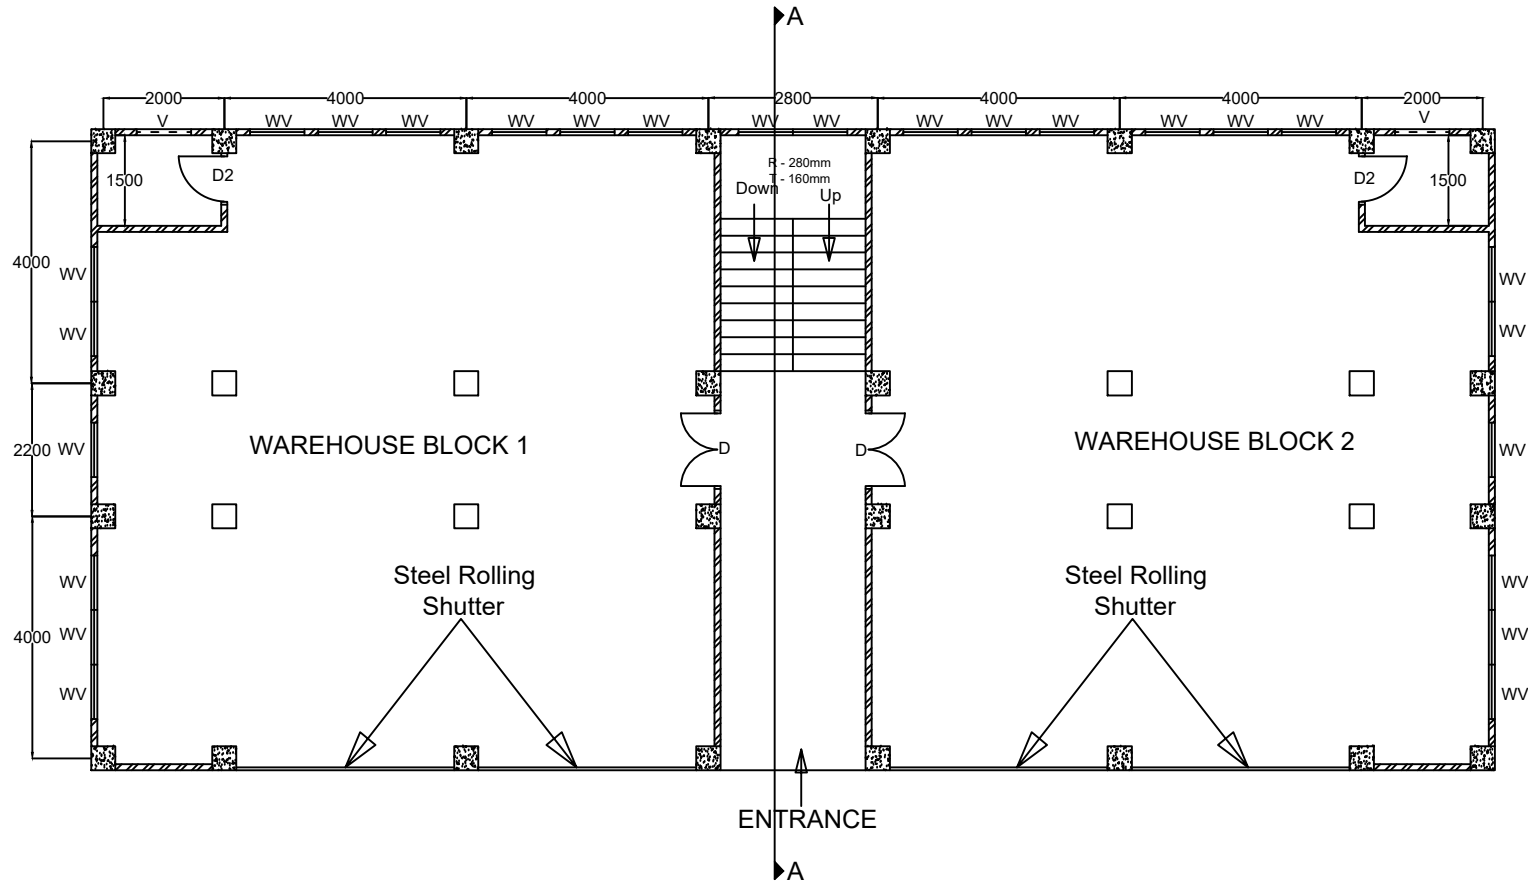 A
2000 4000 4000 2800 4000 4000 2000
V WV WV WV WV WV WV WV WV WV WV WV WV WV WV V
R - 280mm
T - 160mm
1500 D2 Down Up D2 1500
4000 WV WV
WV WV
WAREHOUSE BLOCK 1 WAREHOUSE BLOCK 2
2200 WV D D WV
Steel Rolling Steel Rolling
Shutter Shutter
WV WV
4000 WV WV
WV WV
ENTRANCE
A